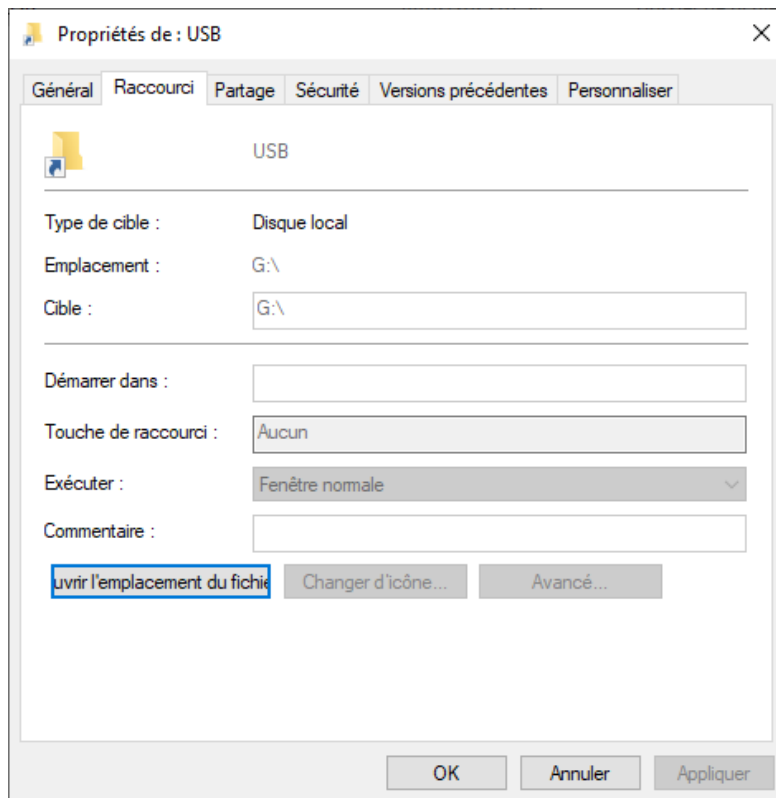 Propriétés de : USB
Général Raccourci Partage Sécurité Versions précédentes Personnaliser
USB
Type de cible : Disque local
Emplacement : G:\
Cible : G:\
Démarrer dans :
Touche de raccourci : Aucun
Exécuter : Fenêtre normale
Commentaire :
uvrir l'emplacement du fichie Changer d'icône... Avancé...
OK Annuler Appliquer